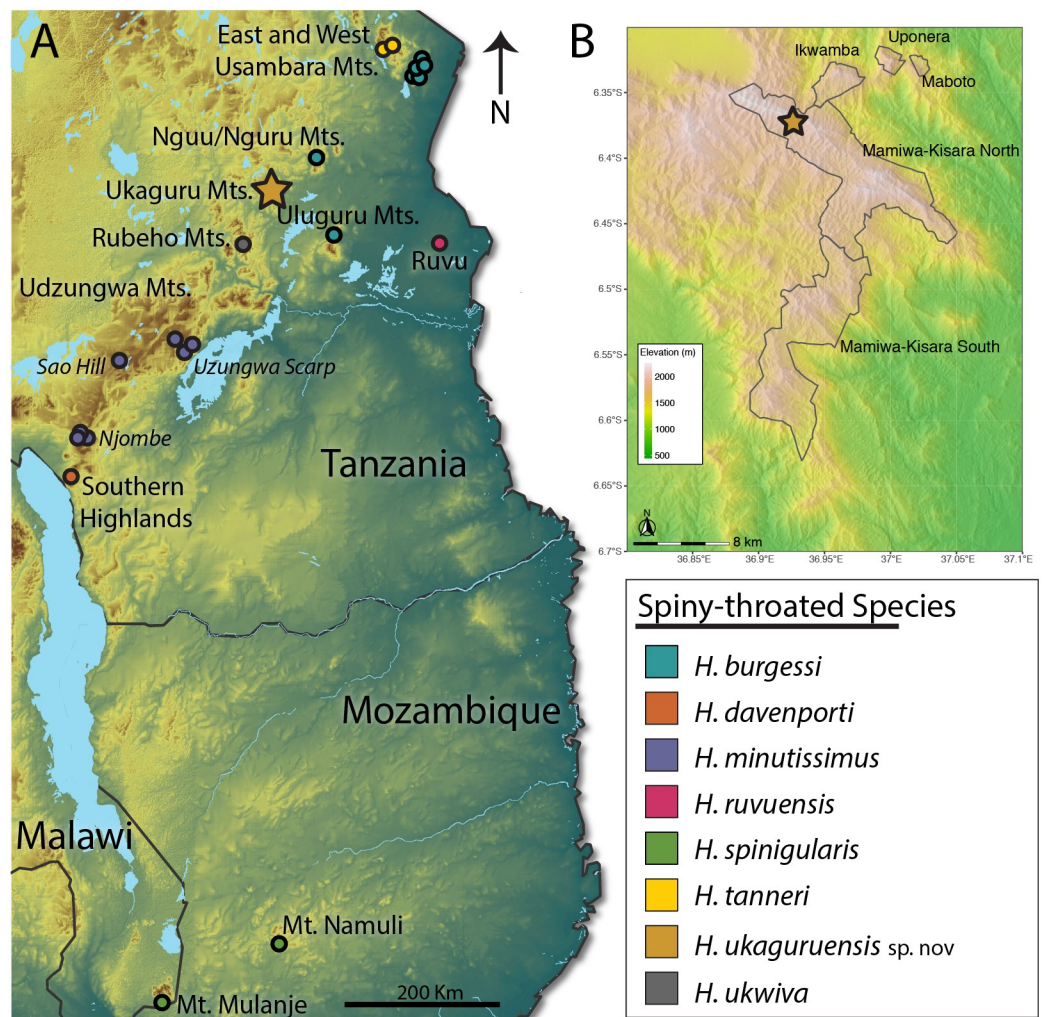 A
East and West
Usambara Mts.
N
Nguu/Nguru Mts.
Ukaguru Mts.
Uluguru Mts.
Rubeho Mts.
Ruvu
Udzungwa Mts.
Sao Hill
Uzungwa Scarp
Njombe
Southern
Highlands
Tanzania
Mozambique
Malawi
Mt. Namuli
Mt. Mulanje
200 Km
B
Ikwamba
Uponera
Maboto
Mamiwa-Kisara North
Mamiwa-Kisara South
6.35°S
6.4°S
6.45°S
6.5°S
6.55°S
6.6°S
6.65°S
6.7°S
Elevation (m)
2000
1500
1000
500
N
8 km
36.85°E
36.9°E
36.95°E
37°E
37.05°E
37.1°E
Spiny-throated Species
H. burgessi
H. davenporti
H. minutissimus
H. ruvuensis
H. spinigularis
H. tanneri
H. ukaguruensis sp. nov
H. ukwiva